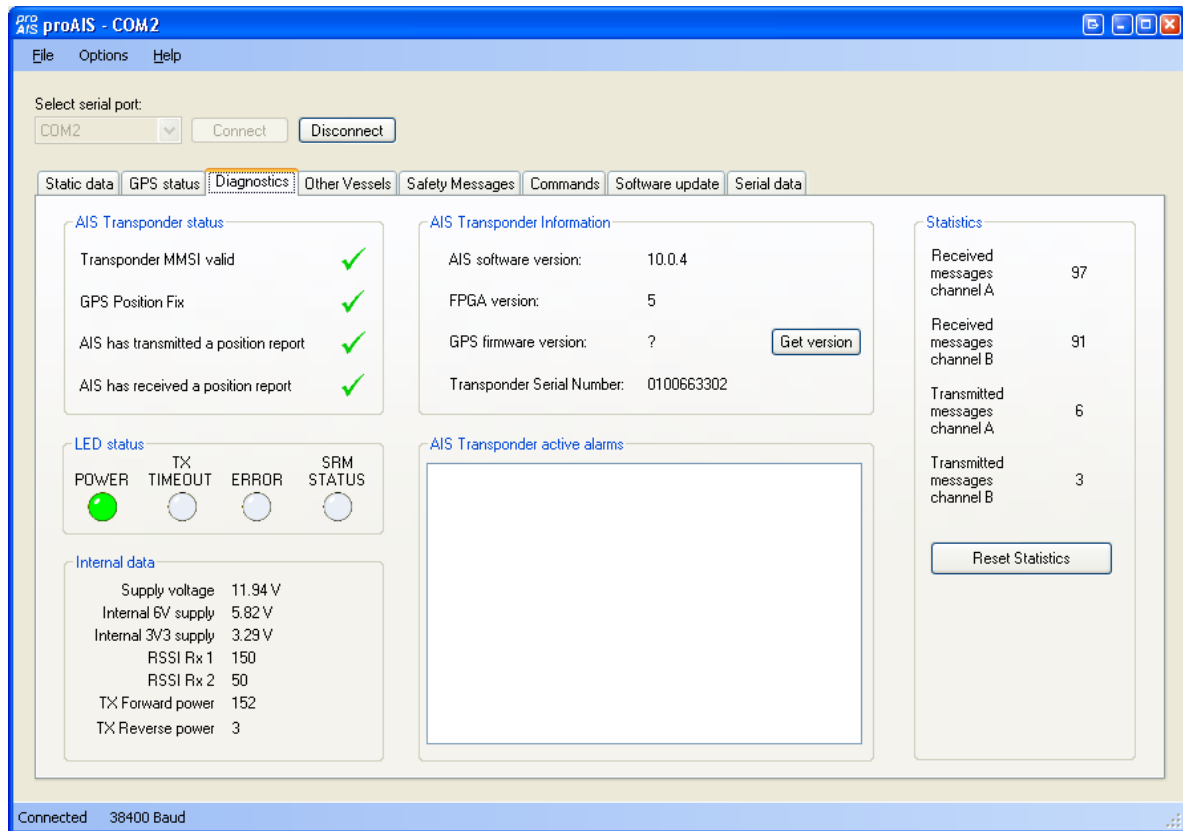 pro AIS proAIS - COM2
File Options Help
Select serial port:
COM2 Connect Disconnect
Static data GPS status Diagnostics Other Vessels Safety Messages Commands Software update Serial data
AIS Transponder status
Transponder MMSI valid
GPS Position Fix
AIS has transmitted a position report
AIS has received a position report
LED status
POWER TX TIMEOUT ERROR SRM STATUS
Internal data
Supply voltage 11.94 V
Internal 6V supply 5.82 V
Internal 3V3 supply 3.29 V
RSSI Rx 1 150
RSSI Rx 2 50
TX Forward power 152
TX Reverse power 3
AIS Transponder Information
AIS software version: 10.0.4
FPGA version: 5
GPS firmware version: ? Get version
Transponder Serial Number: 0100663302
AIS Transponder active alarms
Statistics
Received
messages 97
channel A
Received
messages 91
channel B
Transmitted
messages 6
channel A
Transmitted
messages 3
channel B
Reset Statistics
Connected 38400 Baud